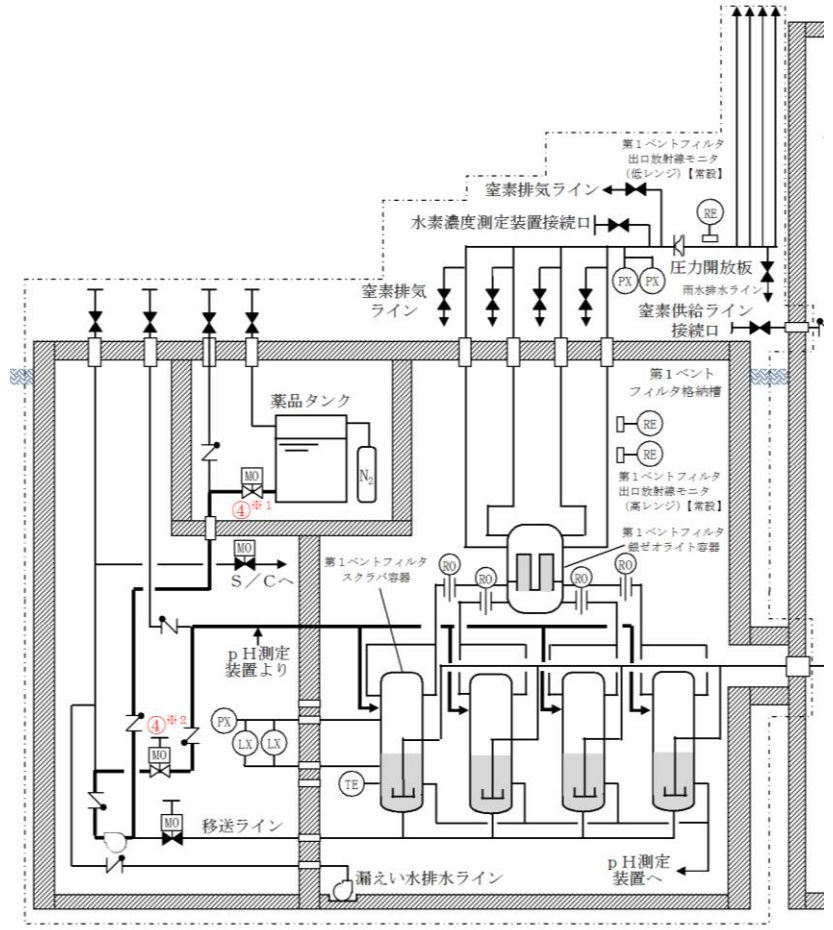 第1ベントフィルタ
出口放射線モニタ
(低レンジ)【常設】
窒素排気ライン
RE
水素濃度測定装置接続口
PX PX
圧力開放板
窒素排気
ライン
雨水排水ライン
窒素供給ライン
接続口
第1ベント
フィルタ格納槽
薬品タンク
RE
N₂
RE
MO
④※1
第1ベントフィルタ
出口放射線モニタ
(高レンジ)【常設】
第1ベントフィルタ
銀ゼオライト容器
MO
S/Cへ
第1ベントフィルタ
スクラバ容器
RO RO RO RO
pH測定
装置より
④※2
PX
LX LX
MO
TE
MO
移送ライン
pH測定
装置へ
漏えい水排水ライン